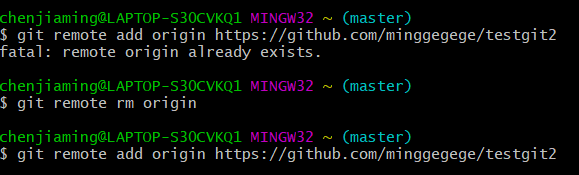 chenjiaming@LAPTOP-S30CVKQ1 MINGW32 ~ (master)
$ git remote add origin https://github.com/minggegege/testgit2
fatal: remote origin already exists.
chenjiaming@LAPTOP-S30CVKQ1 MINGW32 ~ (master)
$ git remote rm origin
chenjiaming@LAPTOP-S30CVKQ1 MINGW32 ~ (master)
$ git remote add origin https://github.com/minggegege/testgit2